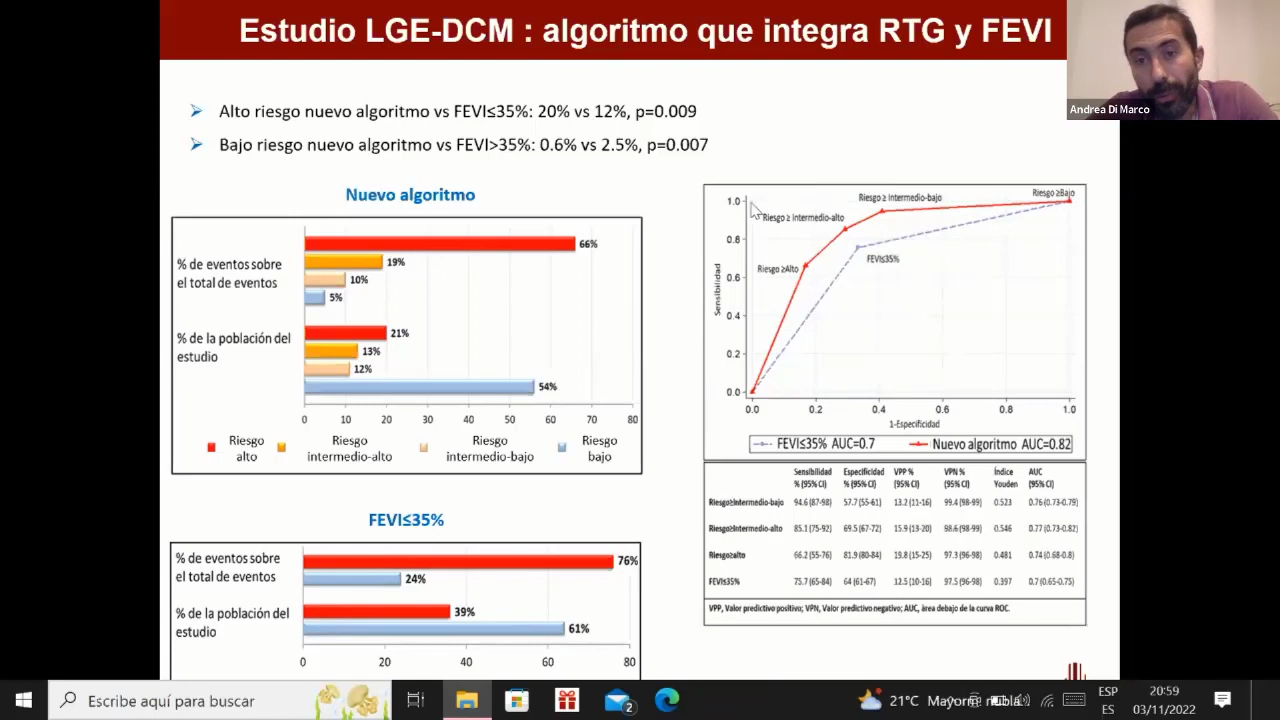 Estudio LGE-DCM : algoritmo que integra RTG y FEVI
Andrea Di Marco
Alto riesgo nuevo algoritmo vs FEVI≤35%: 20% vs 12%, p=0.009
Bajo riesgo nuevo algoritmo vs FEVI>35%: 0.6% vs 2.5%, p=0.007
Nuevo algoritmo
% de eventos sobre
el total de eventos
66%
19%
10%
5%
% de la población del
estudio
21%
13%
12%
54%
0 10 20 30 40 50 60 70 80
Riesgo alto
Riesgo intermedio-alto
Riesgo intermedio-bajo
Riesgo bajo
FEVI≤35%
% de eventos sobre
el total de eventos
76%
24%
% de la población del
estudio
39%
61%
0 20 40 60 80
Riesgo ≥Bajo
Riesgo ≥ Intermedio-bajo
Riesgo ≥ Intermedio-alto
Riesgo ≥Alto
FEVI≤35%
Sensibilidad
1.0
0.8
0.6
0.4
0.2
0.0
0.0 0.2 0.4 0.6 0.8 1.0
1-Especificidad
FEVI≤35% AUC=0.7 Nuevo algoritmo AUC=0.82
Sensibilidad Especificidad VPP % VPN % Índice AUC
% (95% CI) % (95% CI) (95% CI) (95% CI) Youden (95% CI)
Riesgo≥Intermedio-bajo 94.6 (87-98) 57.7 (55-61) 13.2 (11-16) 99.4 (98-99) 0.523 0.76 (0.73-0.79)
Riesgo≥Intermedio-alto 85.1 (75-92) 69.5 (67-72) 15.9 (13-20) 98.6 (98-99) 0.546 0.77 (0.73-0.82)
Riesgo≥alto 66.2 (55-76) 81.9 (80-84) 19.8 (15-25) 97.3 (96-98) 0.481 0.74 (0.68-0.8)
FEVI≤35% 75.7 (65-84) 64 (61-67) 12.5 (10-16) 97.5 (96-98) 0.397 0.7 (0.65-0.75)
VPP, Valor predictivo positivo; VPN, Valor predictivo negativo; AUC, área debajo de la curva ROC.
Escribe aquí para buscar
2
21°C
ESP
ES
20:59
03/11/2022